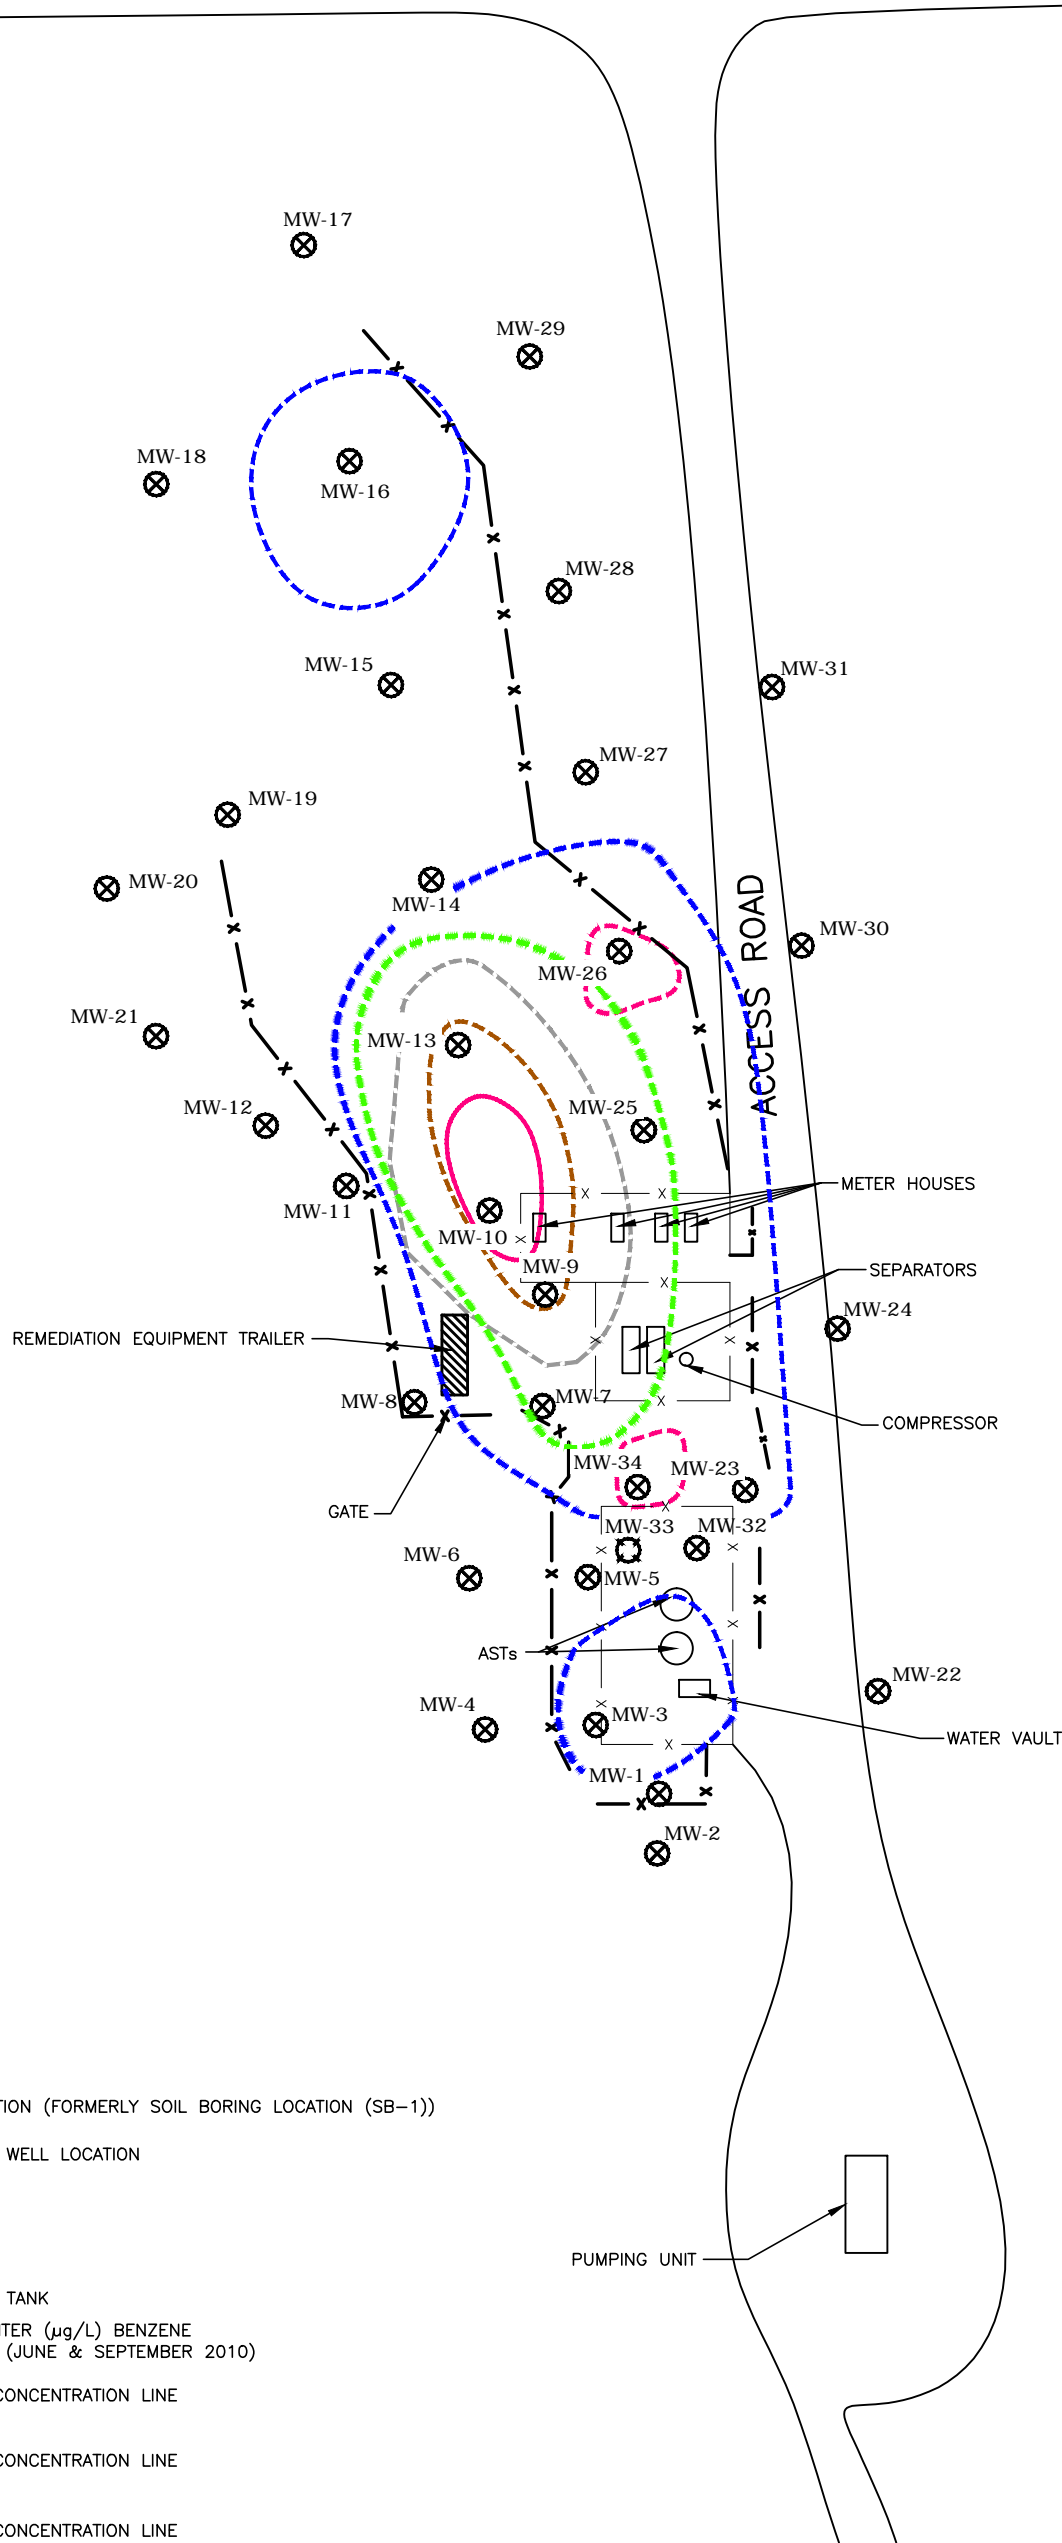 MW-17
MW-29
MW-18
MW-16
MW-28
MW-15
MW-31
MW-27
MW-19
MW-20
MW-14
ACCESS ROAD
MW-30
MW-26
MW-21
MW-13
MW-12
MW-25
METER HOUSES
MW-11
MW-10
MW-9
SEPARATORS
MW-24
REMEDIATION EQUIPMENT TRAILER
MW-8
MW-7
COMPRESSOR
MW-34
MW-23
GATE
MW-33
MW-32
MW-6
MW-5
ASTs
MW-22
MW-4
MW-3
WATER VAULT
MW-1
MW-2
TION (FORMERLY SOIL BORING LOCATION (SB-1))
WELL LOCATION
PUMPING UNIT
TANK
TER (µg/L) BENZENE
(JUNE & SEPTEMBER 2010)
CONCENTRATION LINE
CONCENTRATION LINE
CONCENTRATION LINE